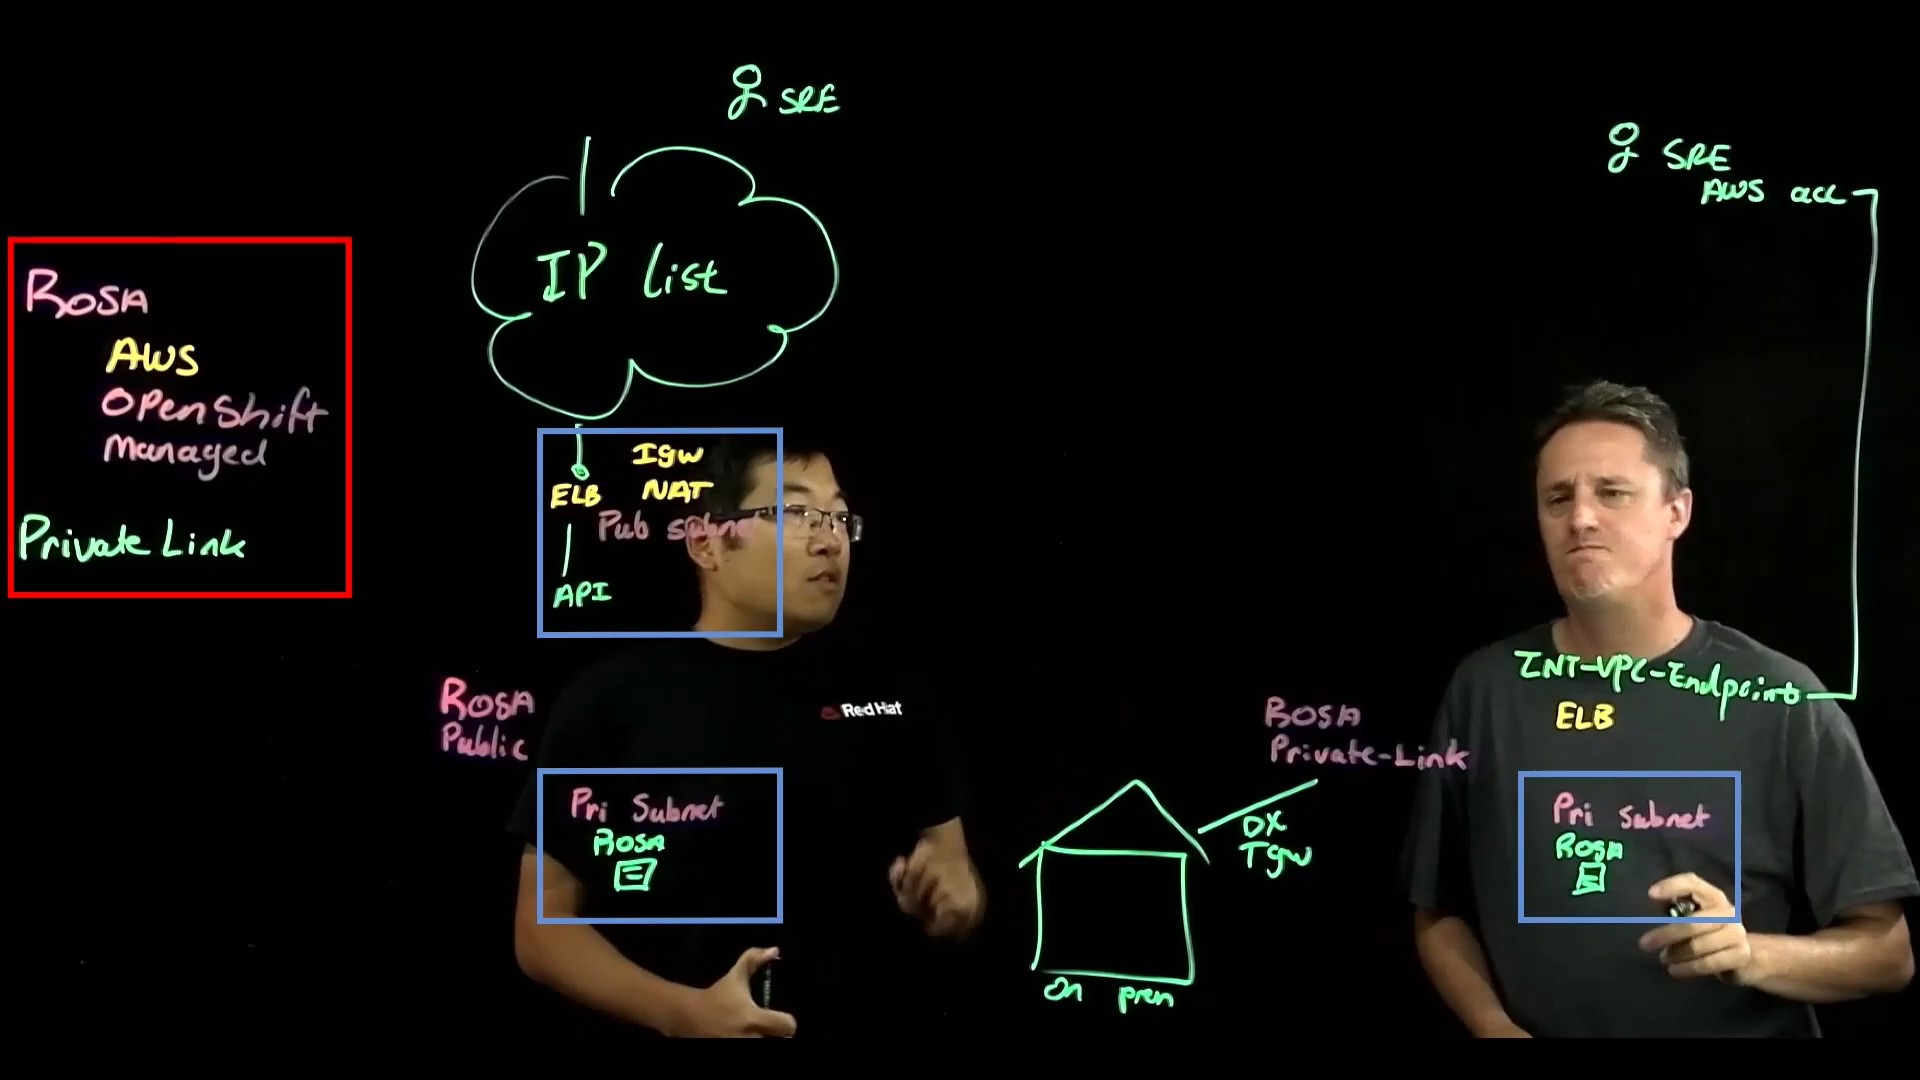 SRE
SRE
AWS acc
IP list
ROSA
AWS
OpenShift
Managed
Private Link
IGW
ELB NAT
Pub subne
API
ROSA
Public
Red Hat
Pri Subnet
ROSA
DX
TGW
On prem
ROSA
Private-Link
INT-VPC-Endpoint
ELB
Pri subnet
ROSA